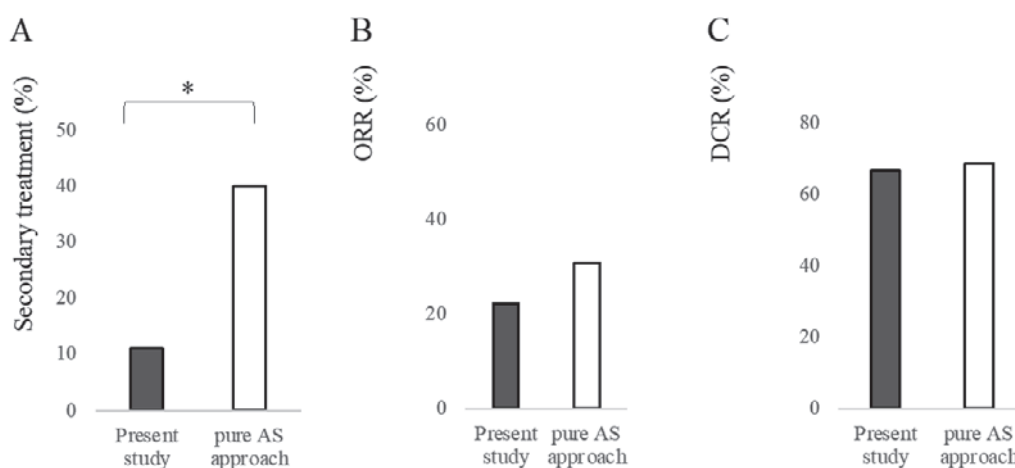 A
Secondary treatment (%)
50
40
30
20
10
0
*
Present
study
pure AS
approach
B
ORR (%)
60
40
20
0
Present
study
pure AS
approach
C
DCR (%)
80
60
40
20
0
Present
study
pure AS
approach